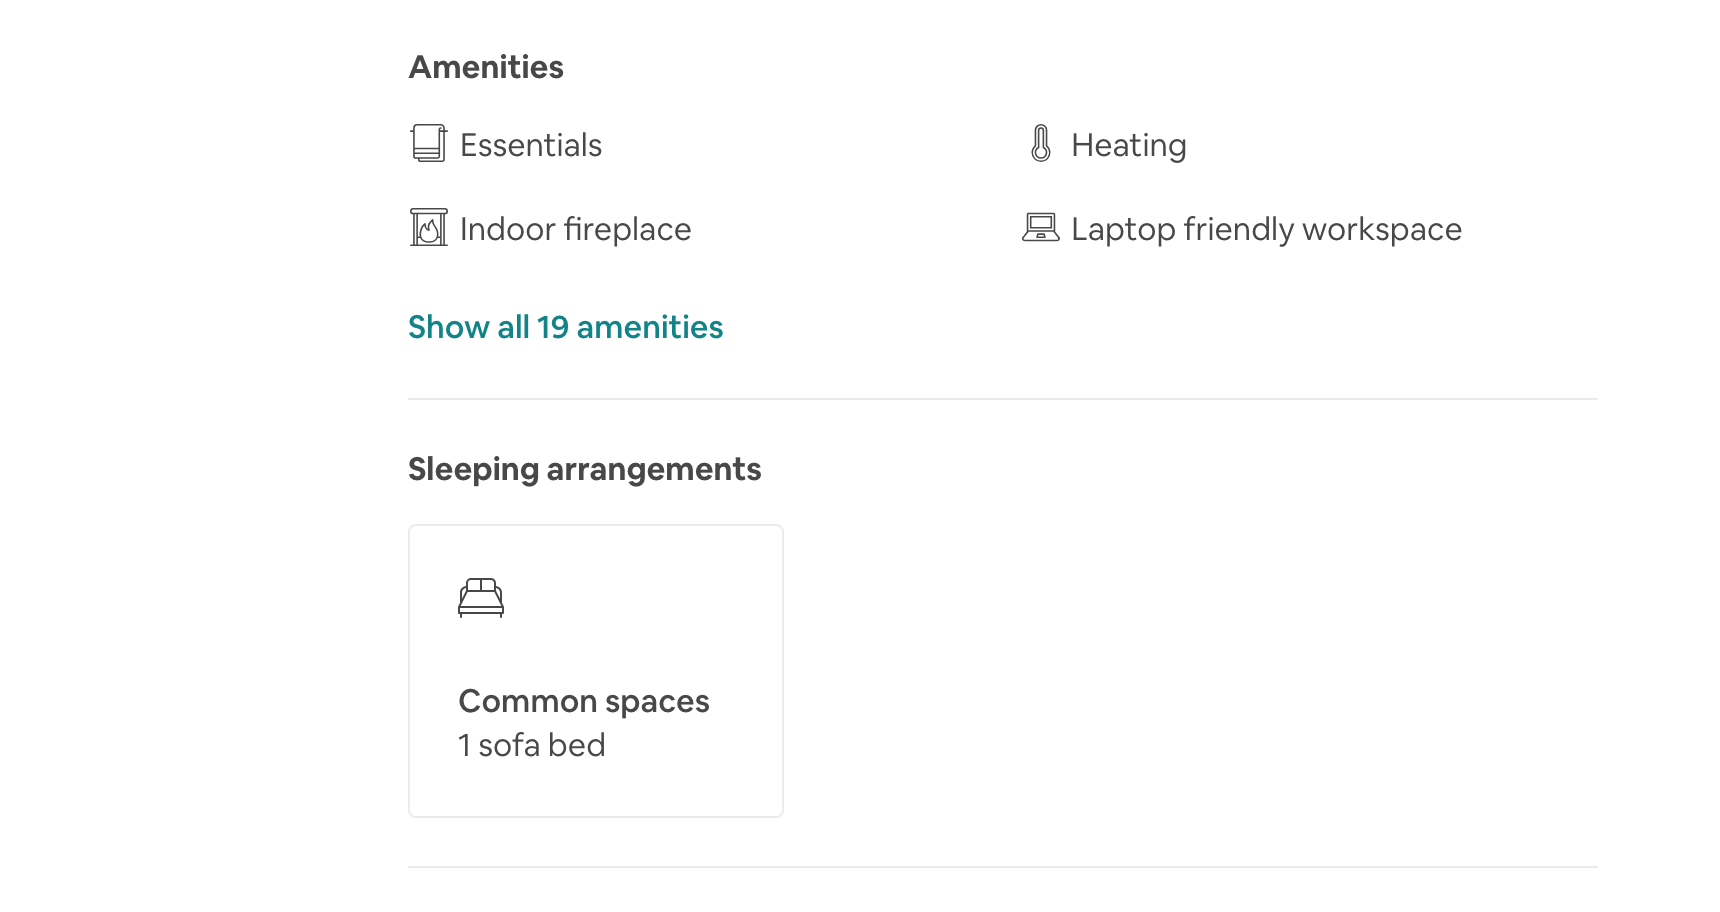 Amenities
Essentials
Heating
Indoor fireplace
Laptop friendly workspace
Show all 19 amenities
Sleeping arrangements
Common spaces
1 sofa bed